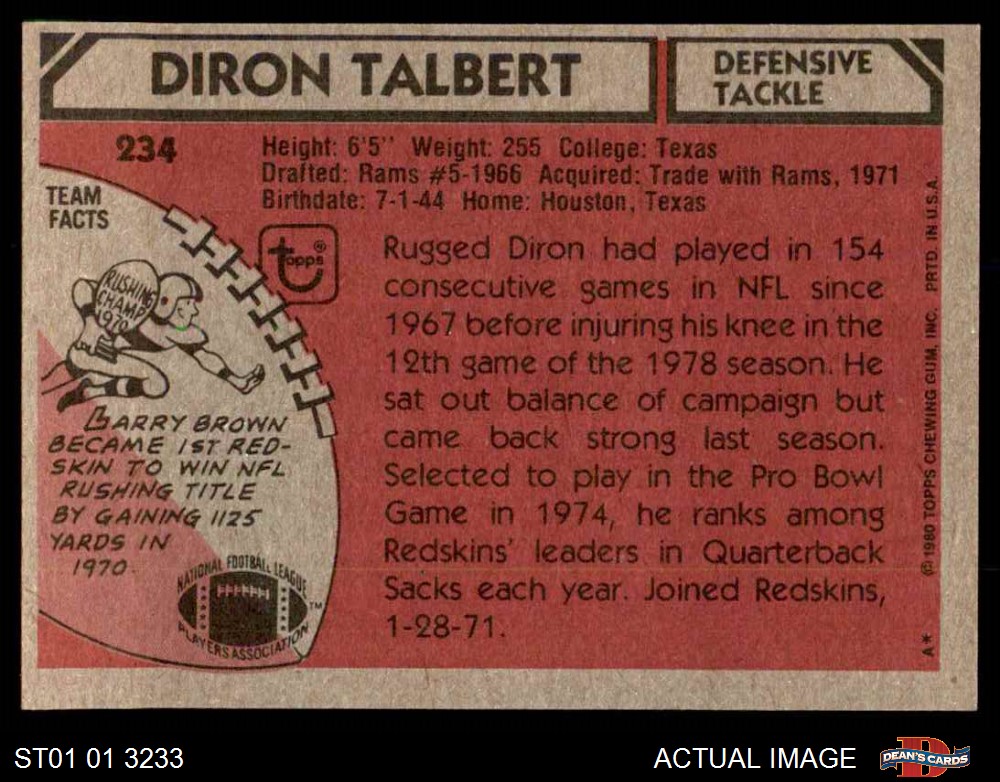 DIRON TALBERT
DEFENSIVE
TACKLE
234
Height: 6'5" Weight: 255 College: Texas
Drafted: Rams #5-1966 Acquired: Trade with Rams, 1971
Birthdate: 7-1-44 Home: Houston, Texas
TEAM
FACTS
topps®
RUSHING
CHAMP
1970
LARRY BROWN
BECAME 1ST RED-
SKIN TO WIN NFL
RUSHING TITLE
BY GAINING 1125
YARDS IN
1970.
NATIONAL FOOTBALL LEAGUE
PLAYERS ASSOCIATION
TM
Rugged Diron had played in 154
consecutive games in NFL since
1967 before injuring his knee in the
12th game of the 1978 season. He
sat out balance of campaign but
came back strong last season.
Selected to play in the Pro Bowl
Game in 1974, he ranks among
Redskins' leaders in Quarterback
Sacks each year. Joined Redskins,
1-28-71.
A* © 1980 TOPPS CHEWING GUM, INC. PRTD. IN U.S.A.
ST01 01 3233
ACTUAL IMAGE
DEAN'S CARDS